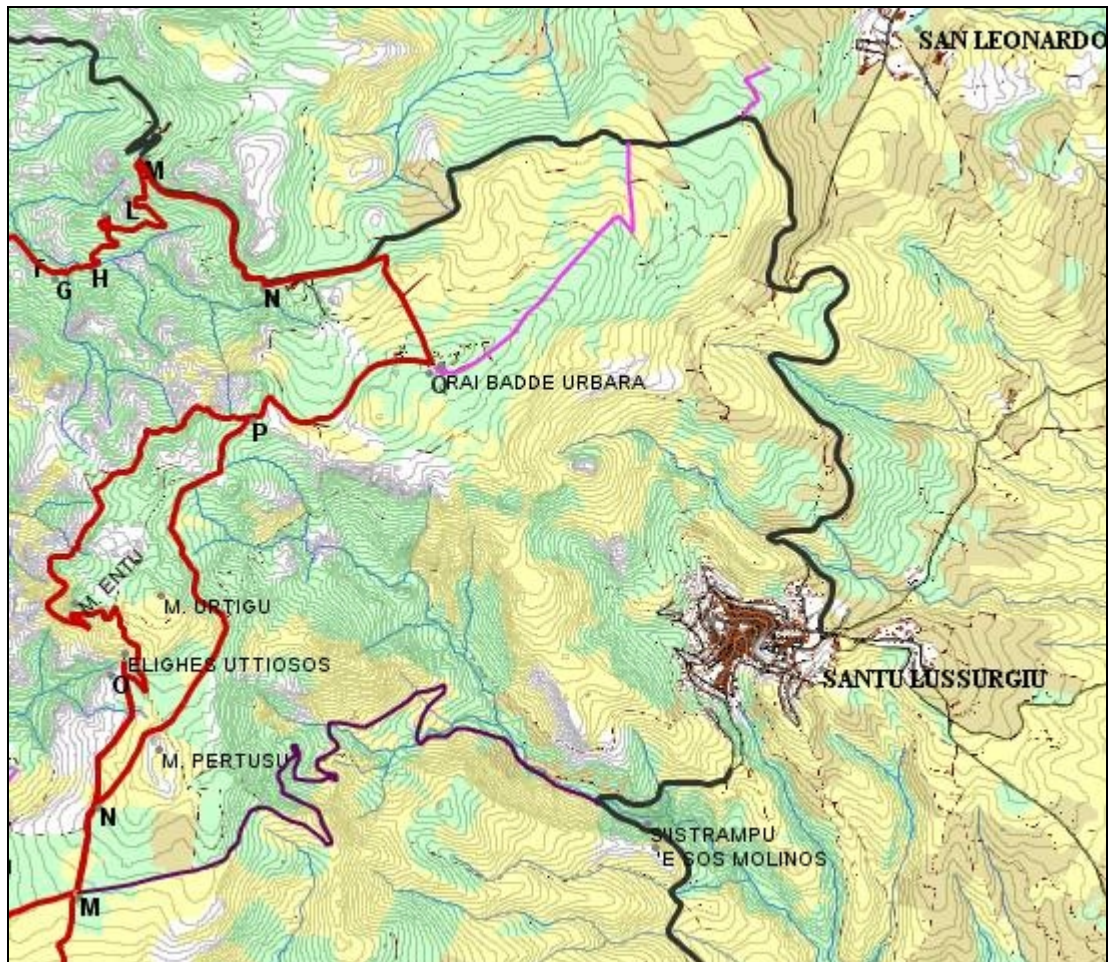 SAN LEONARDO
M
L
H
G
N
Q
RAI BADDE URBARA
P
M. ENTU
M. URTIGU
ELIGHES UTTIOSOS
O
SANTU LUSSURGIU
M. PERTUSU
N
SISTRAMPU
E SOS MOLINOS
M